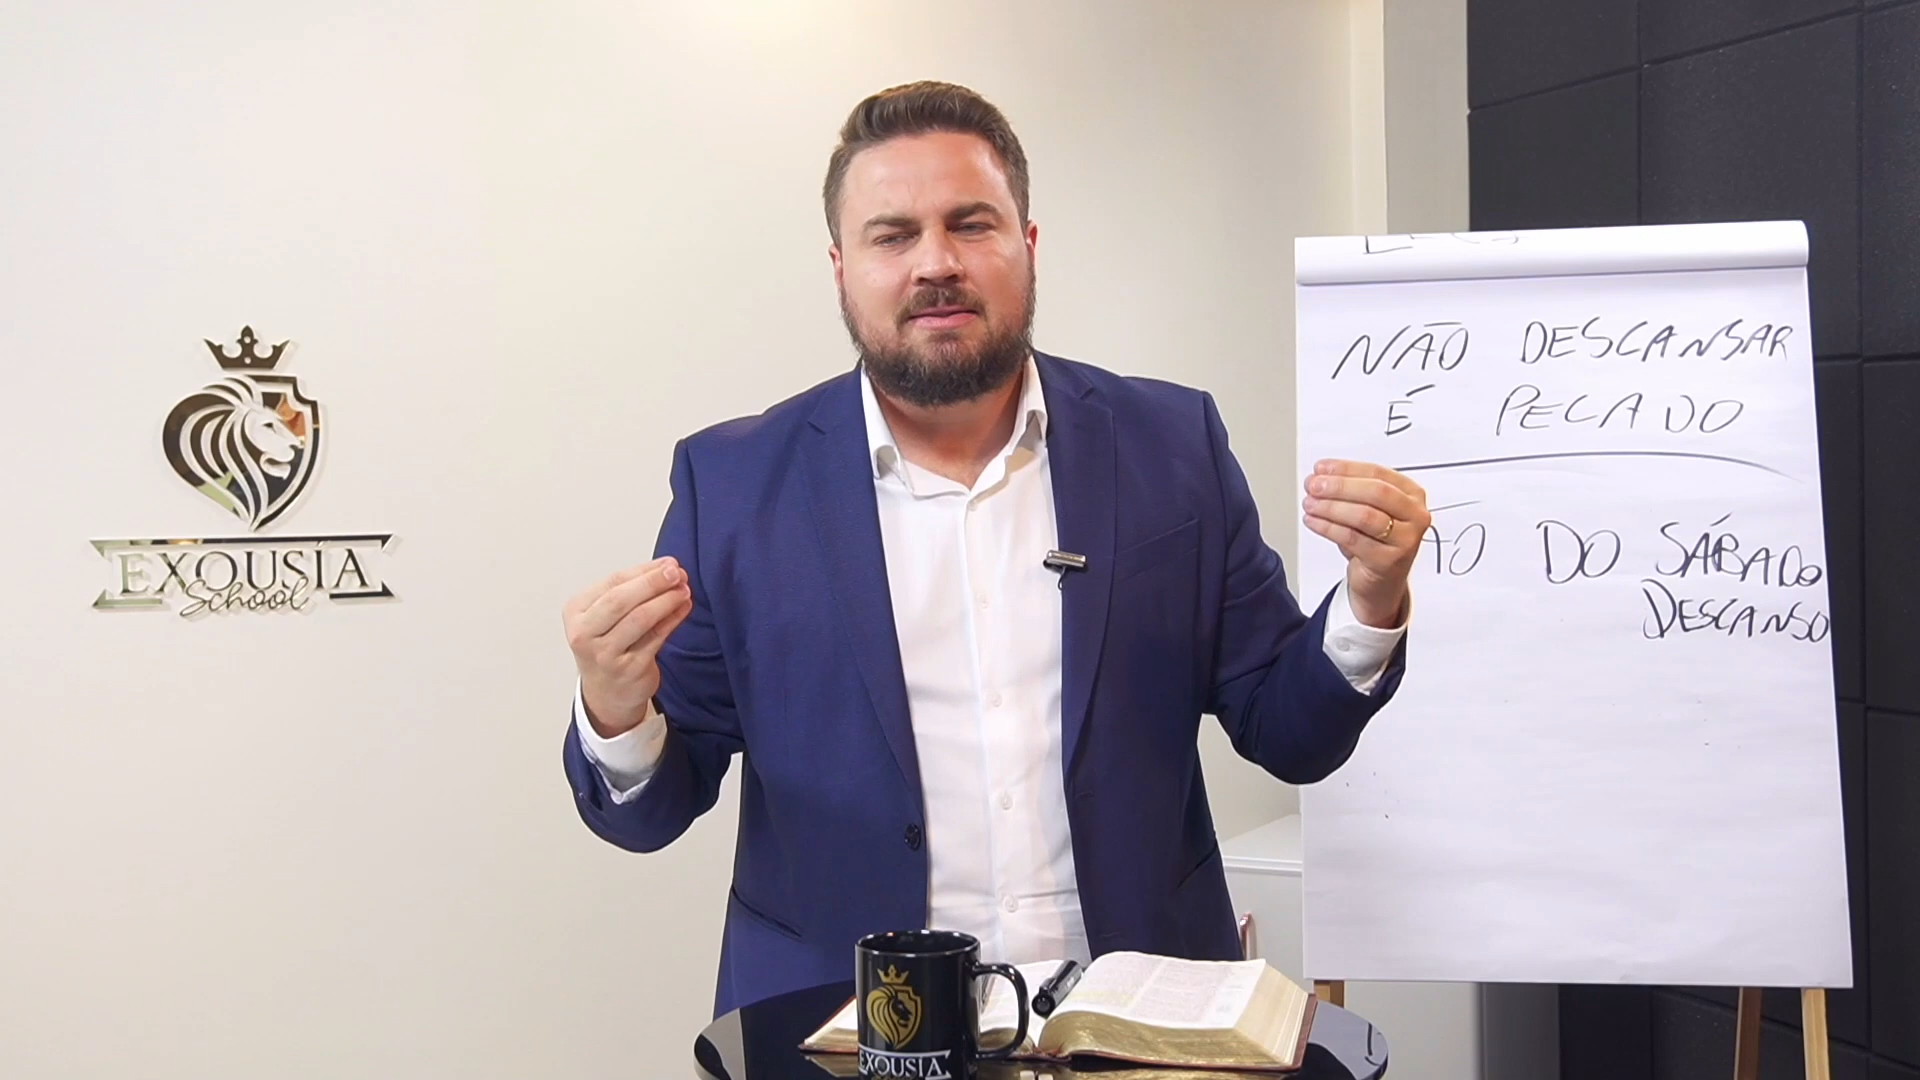 EXOUSÍA
School
NÃO DESCANSAR
É PECADO
DO SÁBADO
DESCANSO
EXOUSÍA